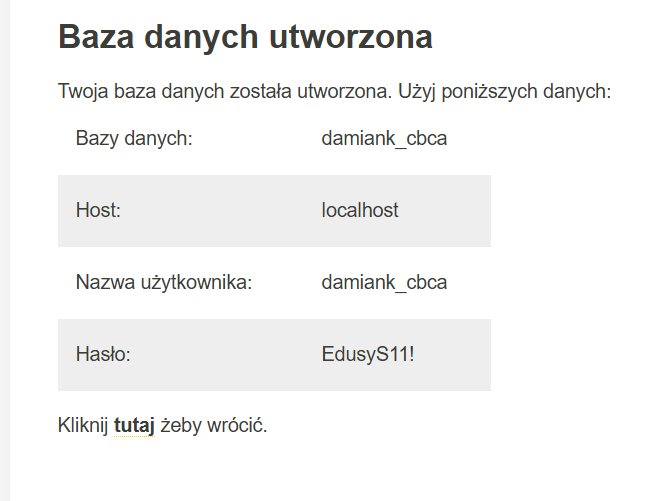 Baza danych utworzona
Twoja baza danych została utworzona. Użyj poniższych danych:
Bazy danych: damiank_cbca
Host: localhost
Nazwa użytkownika: damiank_cbca
Hasło: EdusyS11!
Kliknij tutaj żeby wrócić.